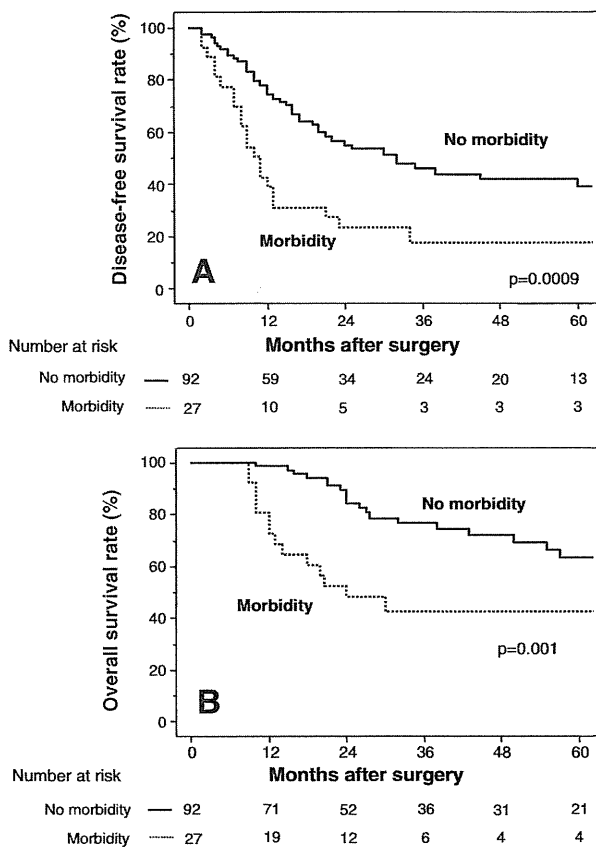 Disease-free survival rate (%)
100
80
60
40
20
0
No morbidity
Morbidity
A
p=0.0009
0 12 24 36 48 60
Number at risk
Months after surgery
No morbidity 92 59 34 24 20 13
Morbidity 27 10 5 3 3 3
Overall survival rate (%)
100
80
60
40
20
0
No morbidity
Morbidity
p=0.001
B
0 12 24 36 48 60
Number at risk
Months after surgery
No morbidity 92 71 52 36 31 21
Morbidity 27 19 12 6 4 4